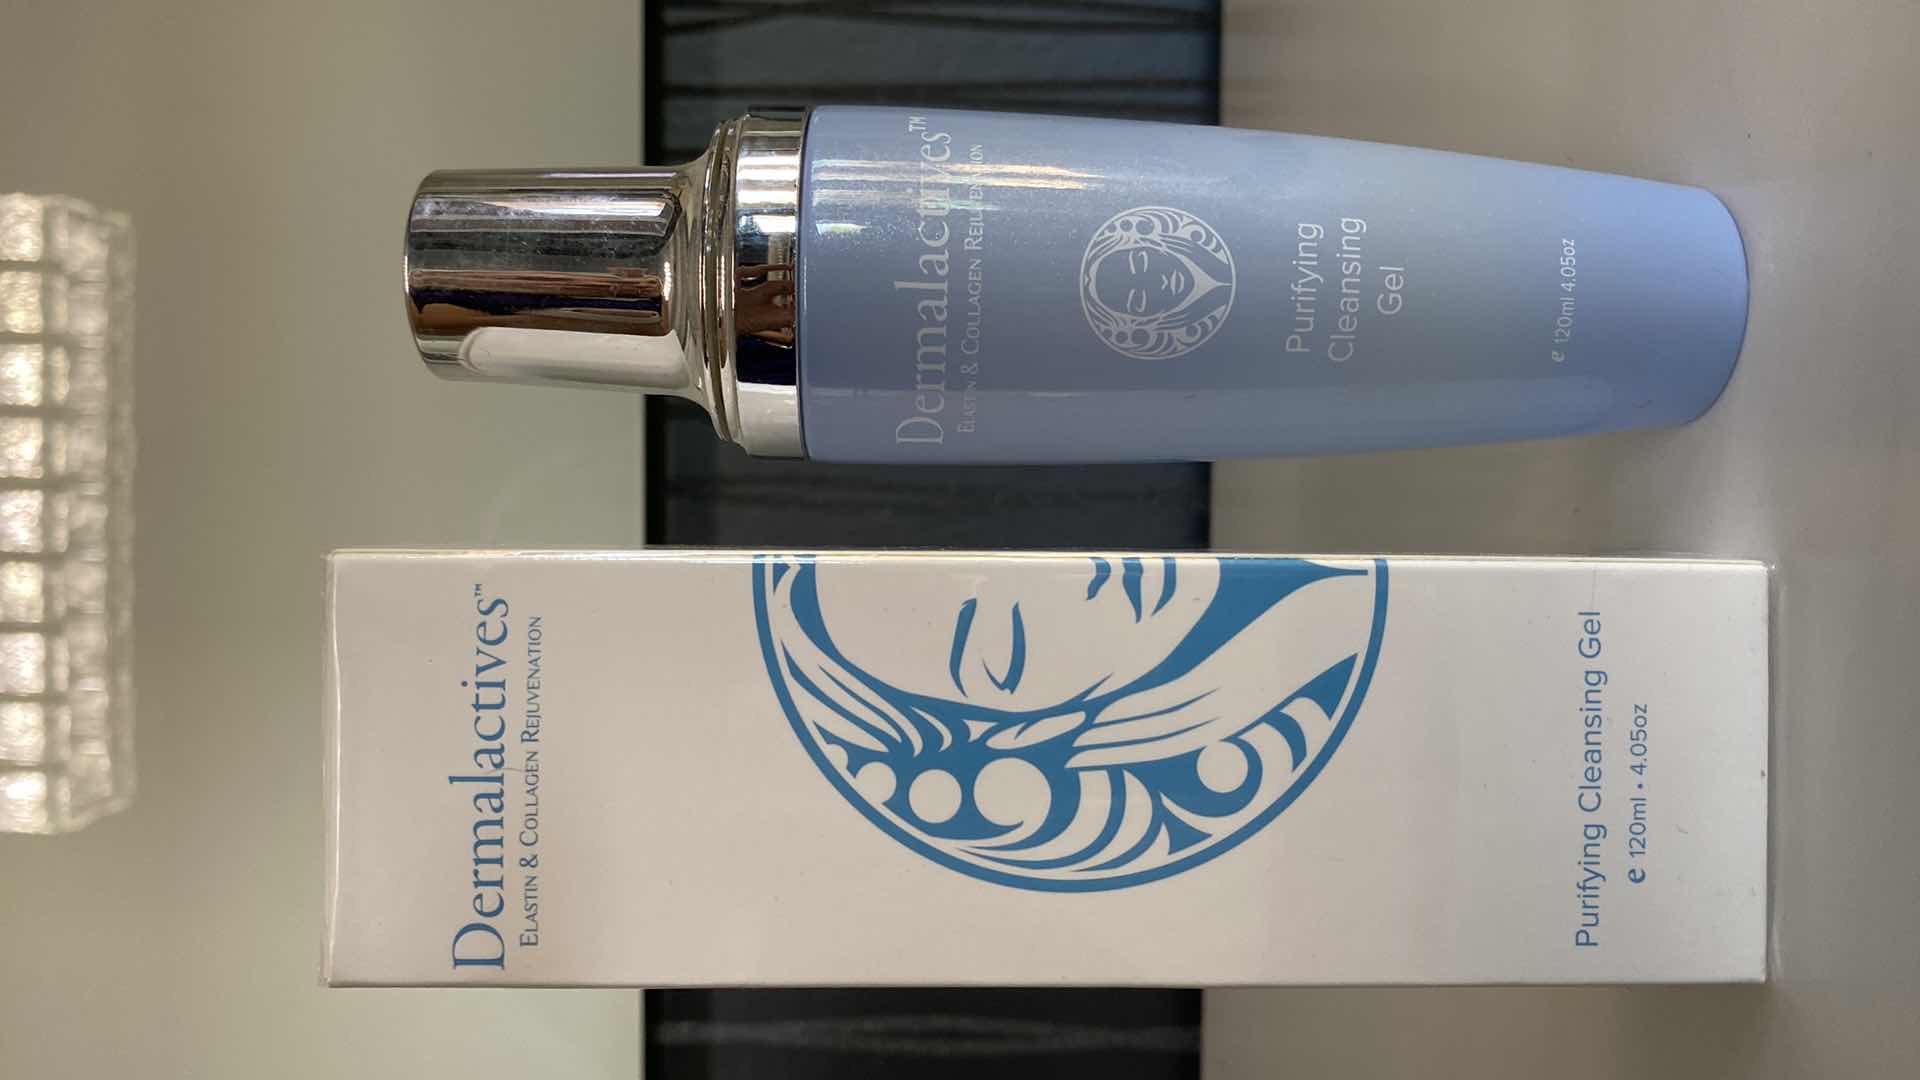 Dermalactives™
ELASTIN & COLLAGEN REJUVENATION
Purifying Cleansing Gel
e 120ml • 4.05oz
Dermalactives™
ELASTIN & COLLAGEN REJUVENATION
Purifying
Cleansing
Gel
e 120ml 4.05oz